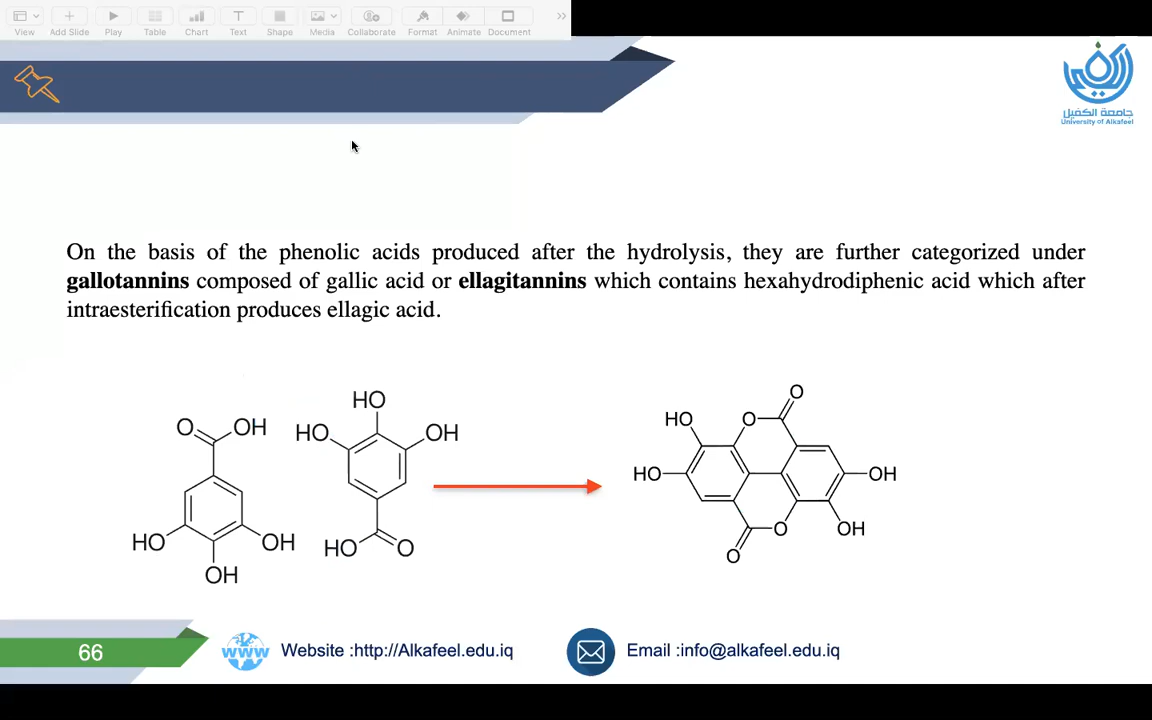 View Add Slide Play Table Chart Text Shape Media Collaborate Format Animate Document
جامعة الكفيل
University of Alkafeel
On the basis of the phenolic acids produced after the hydrolysis, they are further categorized under
gallotannins composed of gallic acid or ellagitannins which contains hexahydrodiphenic acid which after
intraesterification produces ellagic acid.
O OH
HO OH
OH
HO
HO OH
HO O
O
HO O
HO OH
O OH
O
66
www
Website :http://Alkafeel.edu.iq
Email :info@alkafeel.edu.iq